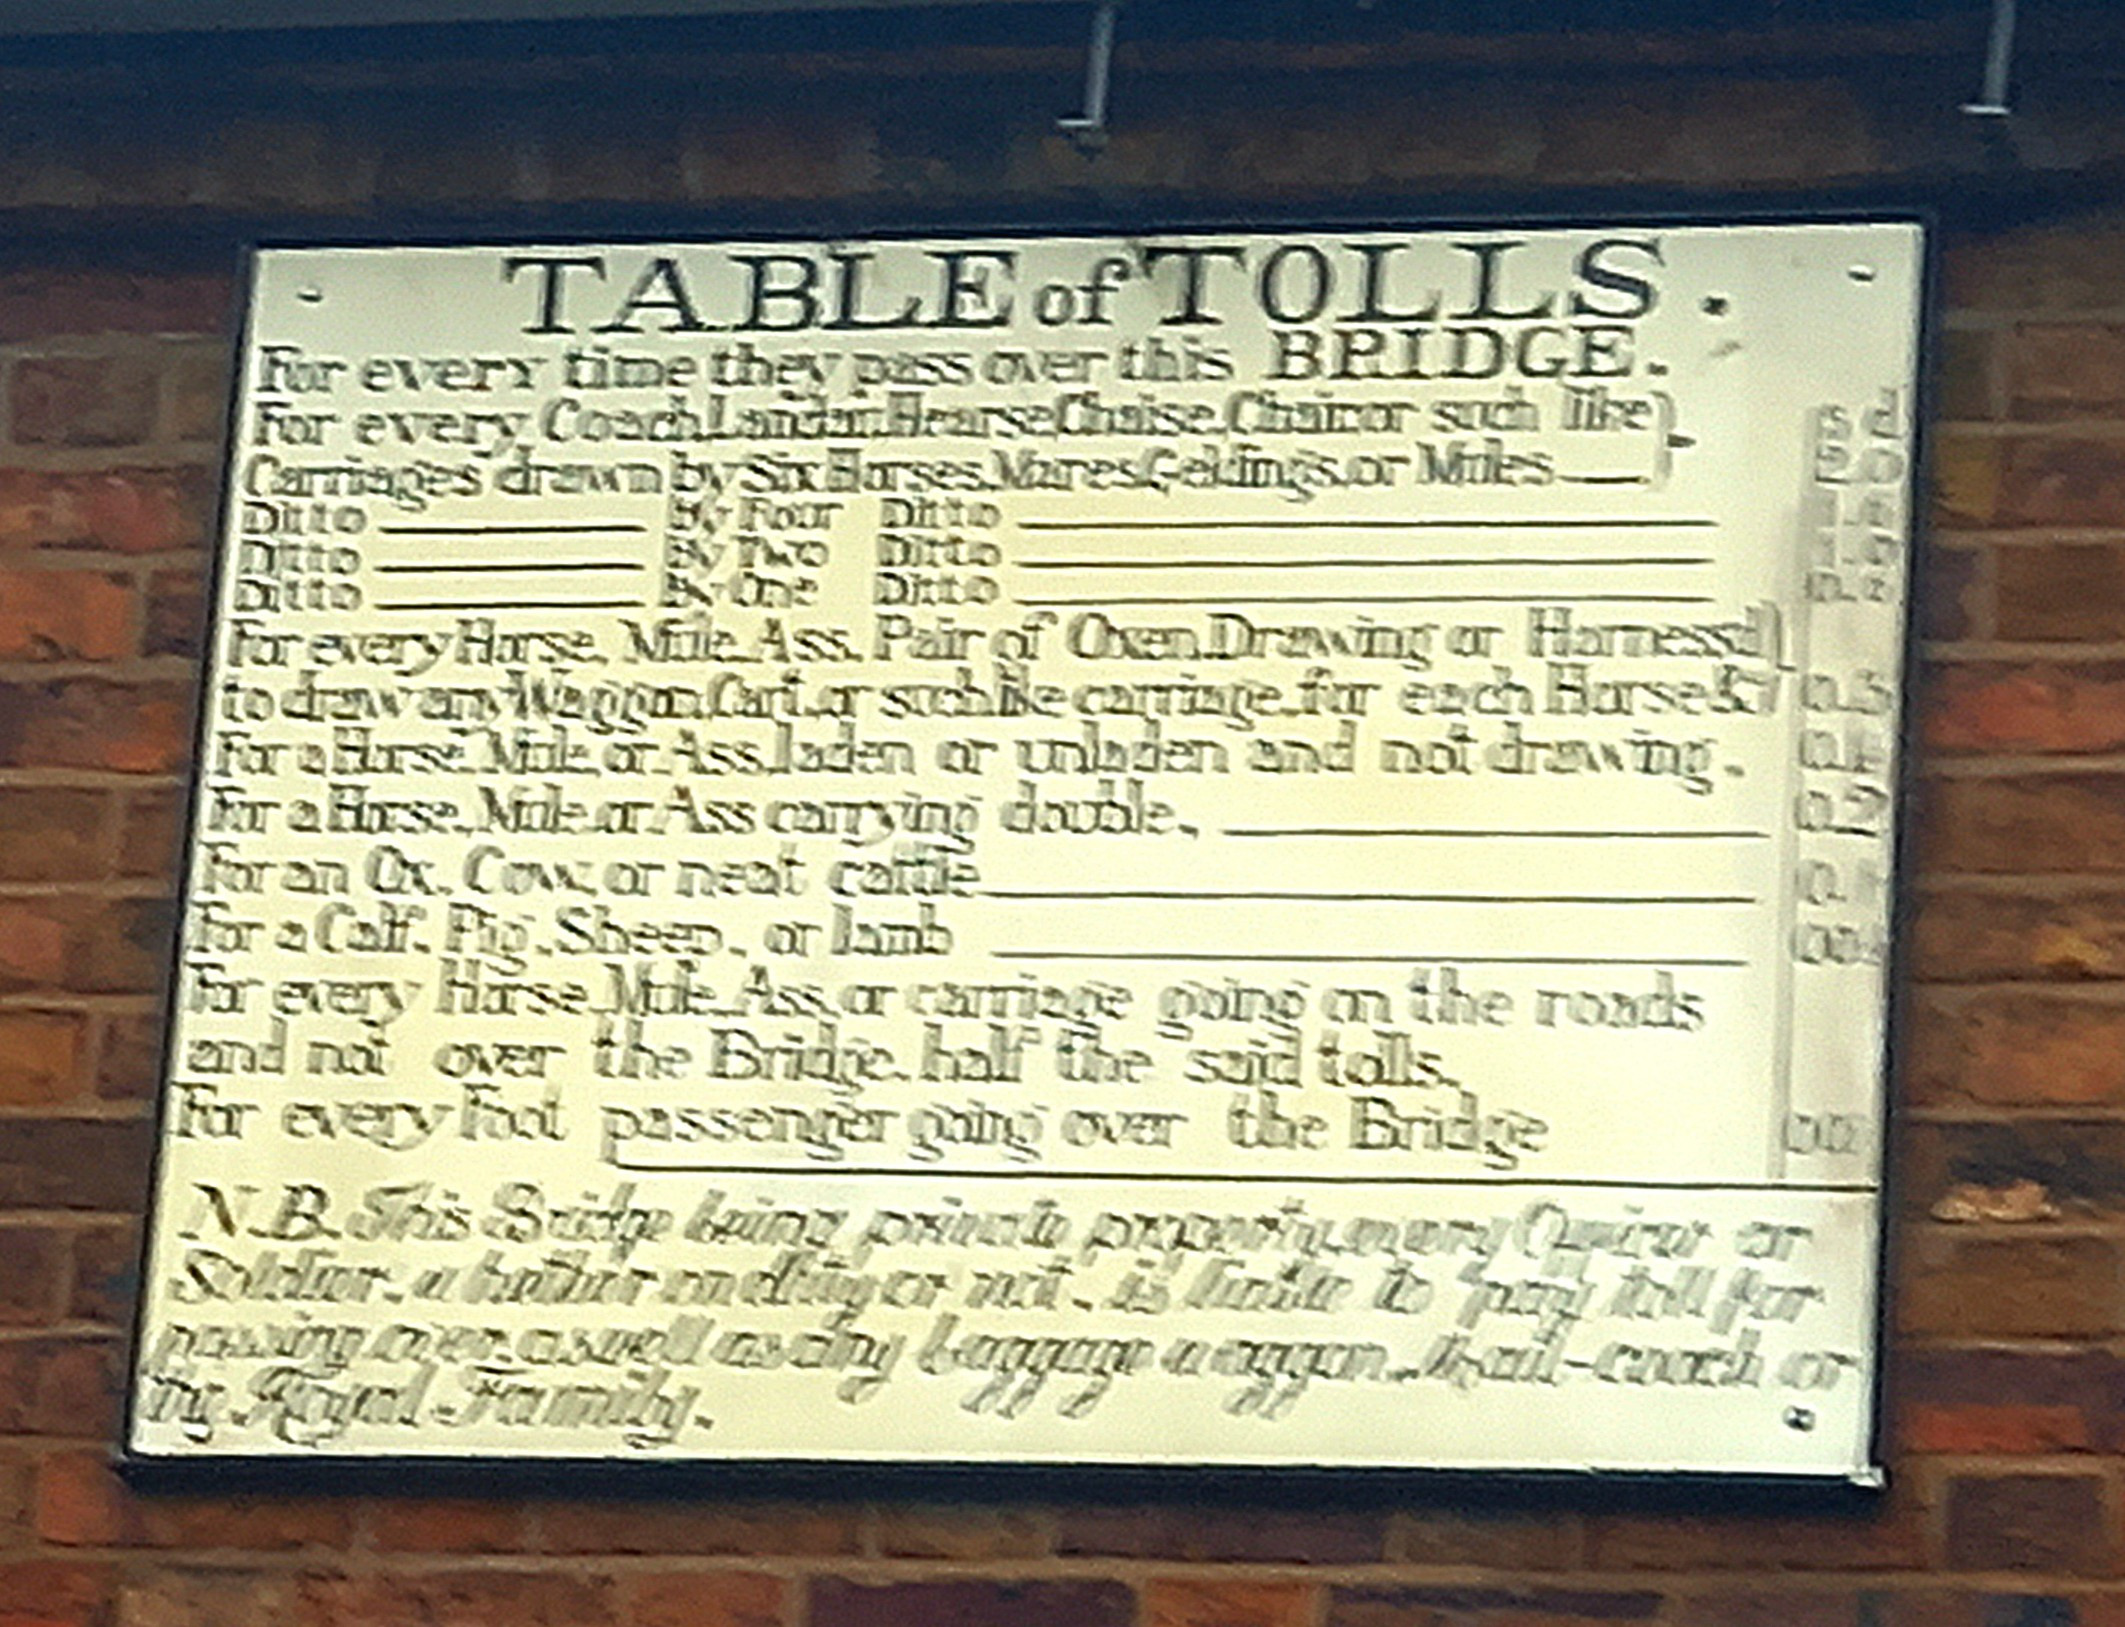 TABLE of TOLLS.
For every time they pass over this BRIDGE.
For every Coach, Landau, Hearse, Chaise, Chair, or such like
Carriages drawn by Six Horses, Mares, Geldings, or Mules
s d
2.0
Ditto By Four Ditto
Ditto By Two Ditto
Ditto By One Ditto
For every Horse, Mule, Ass, Pair of Oxen, Drawing or Harness'd
to draw any Waggon, Cart, or such like carriage, for each Horse &c
For a Horse, Mule, or Ass, laden or unladen and not drawing.
For a Horse, Mule or Ass carrying double, 0.2
For an Ox, Cow, or neat cattle 0.1
For a Calf, Pig, Sheep, or lamb
For every Horse, Mule, Ass, or carriage going on the roads
and not over the Bridge, half the said tolls.
For every Foot passenger going over the Bridge
N.B. This Bridge being private property, every Officer or
Soldier, whether on duty or not, is liable to pay toll for
passing over, as well as any baggage waggon, Mail-coach or
the Royal Family.